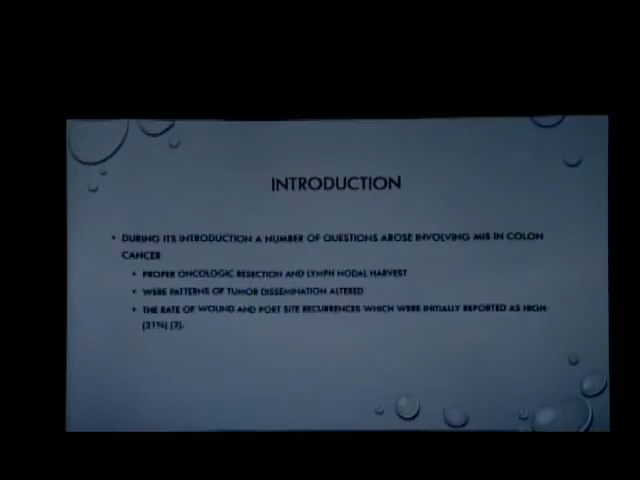 INTRODUCTION
• DURING ITS INTRODUCTION A NUMBER OF QUESTIONS AROSE INVOLVING MIS IN COLON
CANCER
• PROPER ONCOLOGIC RESECTION AND LYMPH NODAL HARVEST
• WERE PATTERNS OF TUMOR DISSEMINATION ALTERED
• THE RATE OF WOUND AND PORT SITE RECURRENCES WHICH WERE INITIALLY REPORTED AS HIGH
(21%) (2).